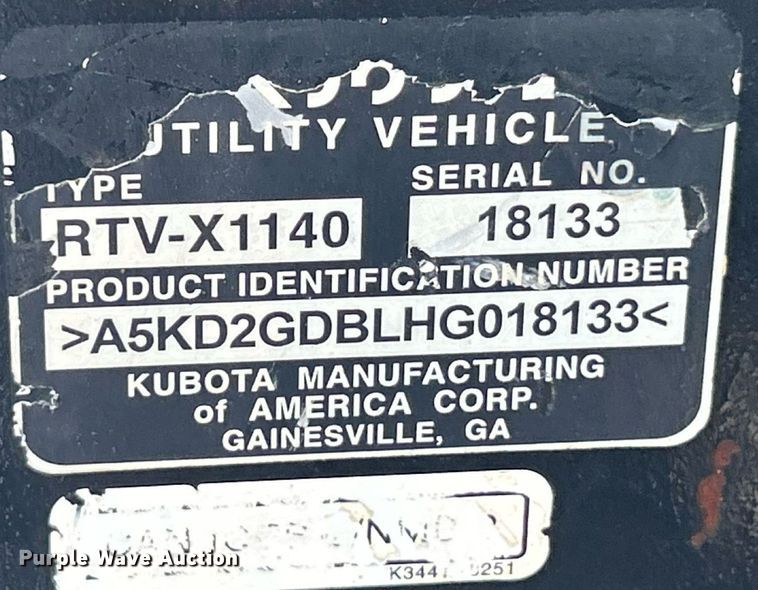 UTILITY VEHICLE
TYPE SERIAL NO.
RTV-X1140 18133
PRODUCT IDENTIFICATION NUMBER
>A5KD2GDBLHG018133<
KUBOTA MANUFACTURING
of AMERICA CORP.
GAINESVILLE, GA
Purple Wave Auction